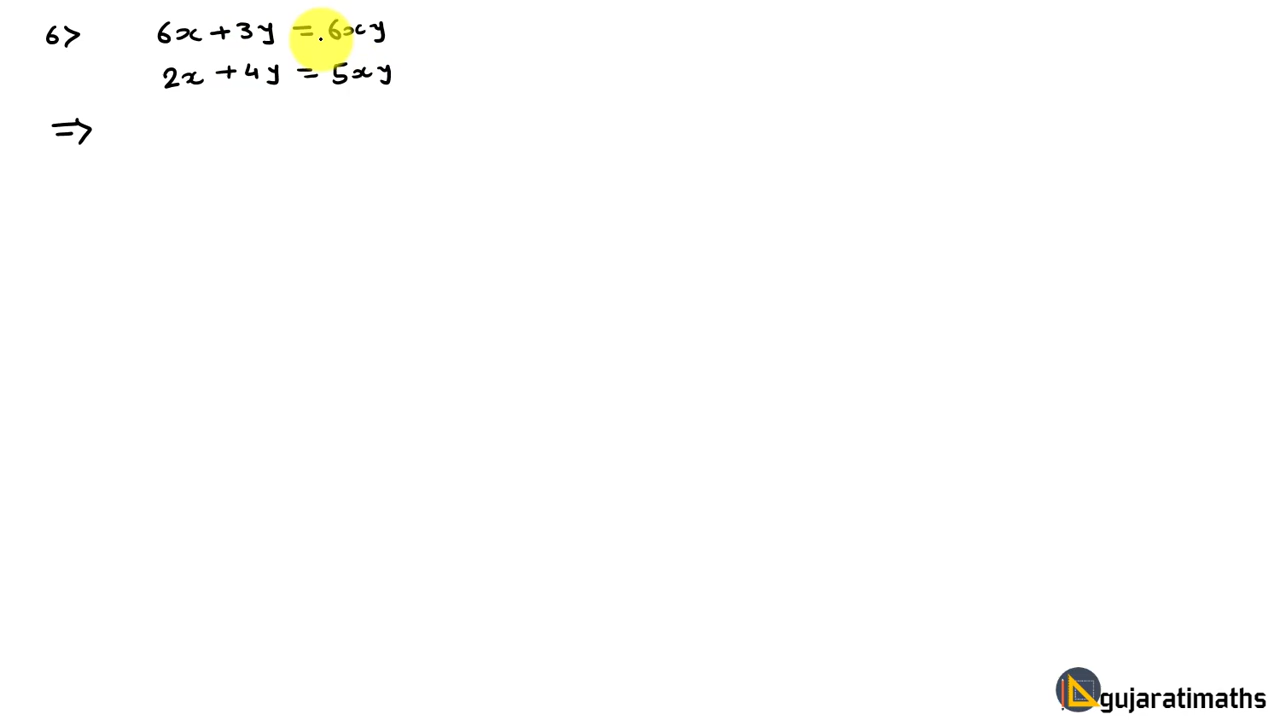 6> 6x + 3y = 6xy
2x + 4y = 5xy
⇒
gujaratimaths